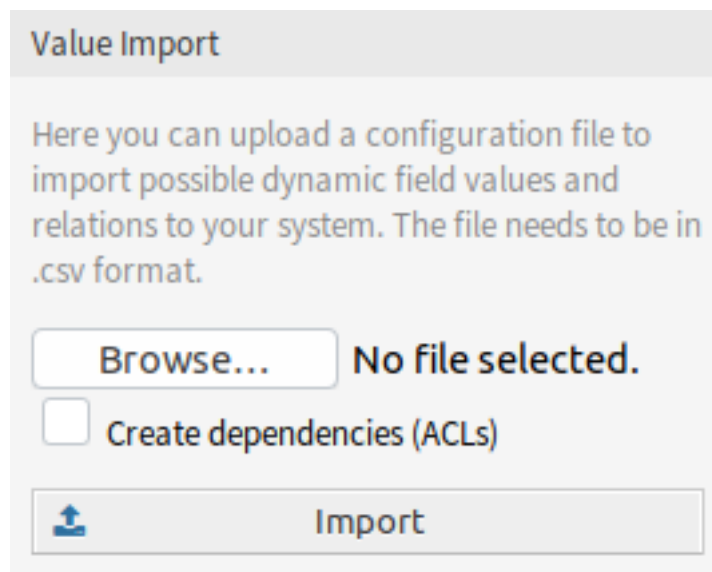 Value Import
Here you can upload a configuration file to
import possible dynamic field values and
relations to your system. The file needs to be in
.csv format.
Browse... No file selected.
Create dependencies (ACLs)
Import